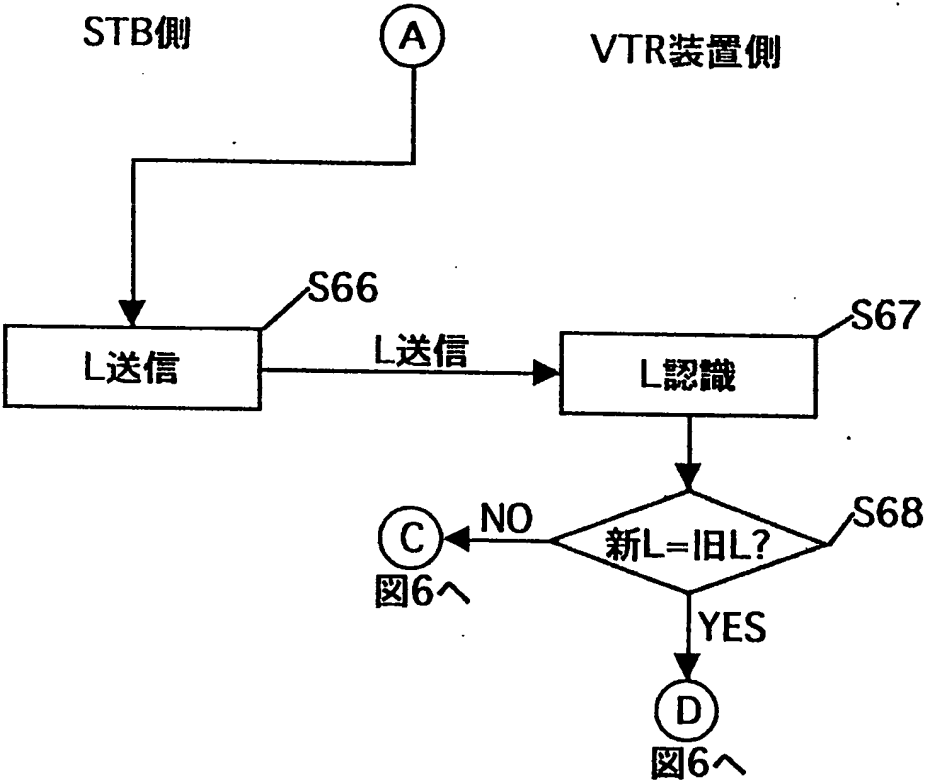 STB側
A
VTR装置側
S66
L送信
L送信
S67
L認識
S68
新L=旧L?
NO
C
図6へ
YES
D
図6へ